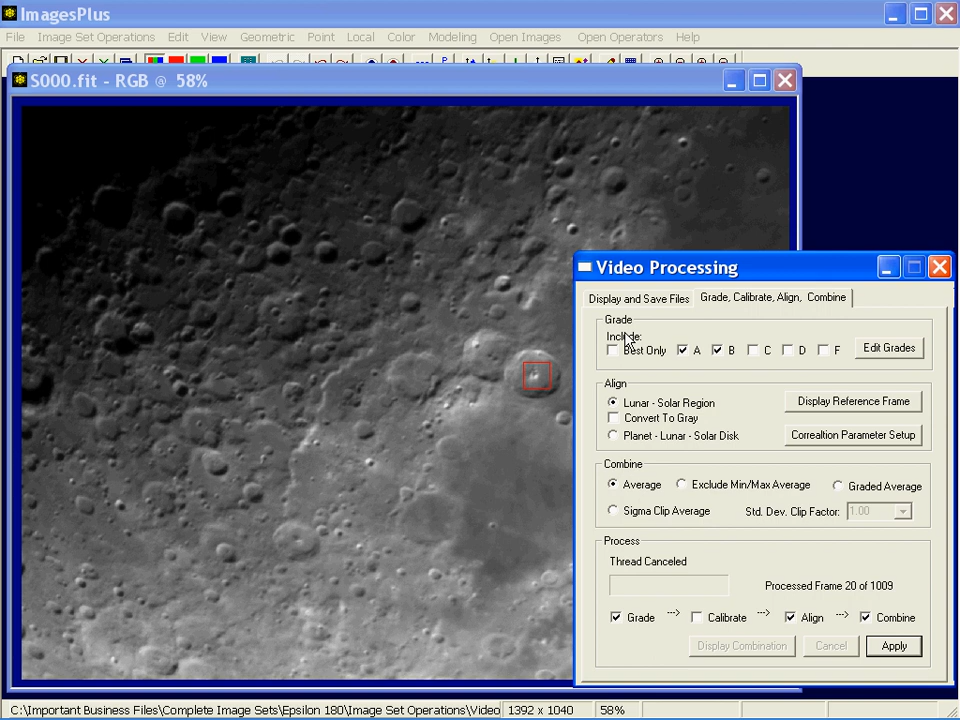 ImagesPlus
File Image Set Operations Edit View Geometric Point Local Color Modeling Open Images Open Operators Help
S000.fit - RGB @ 58%
Video Processing
Display and Save Files Grade, Calibrate, Align, Combine
Grade
Include:
Best Only A B C D F Edit Grades
Align
Lunar - Solar Region Display Reference Frame
Convert To Gray
Planet - Lunar - Solar Disk Correaltion Parameter Setup
Combine
Average Exclude Min/Max Average Graded Average
Sigma Clip Average Std. Dev. Clip Factor: 1.00
Process
Thread Canceled
Processed Frame 20 of 1009
Grade --> Calibrate --> Align --> Combine
Display Combination Cancel Apply
C:\Important Business Files\Complete Image Sets\Epsilon 180\Image Set Operations\Video 1392 x 1040 58%